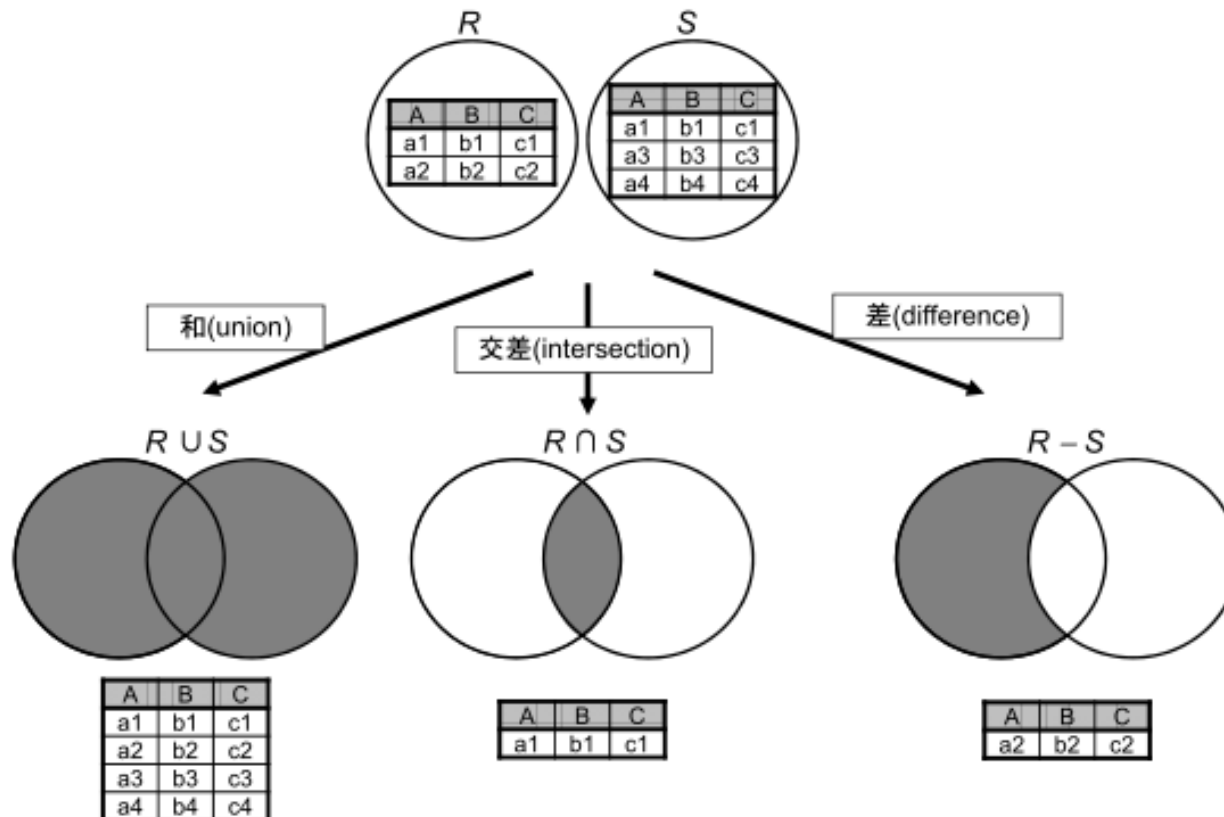 R
S
A B C
a1 b1 c1
a2 b2 c2
A B C
a1 b1 c1
a3 b3 c3
a4 b4 c4
和(union)
交差(intersection)
差(difference)
R ∪ S
R ∩ S
R – S
A B C
a1 b1 c1
a2 b2 c2
a3 b3 c3
a4 b4 c4
A B C
a1 b1 c1
A B C
a2 b2 c2